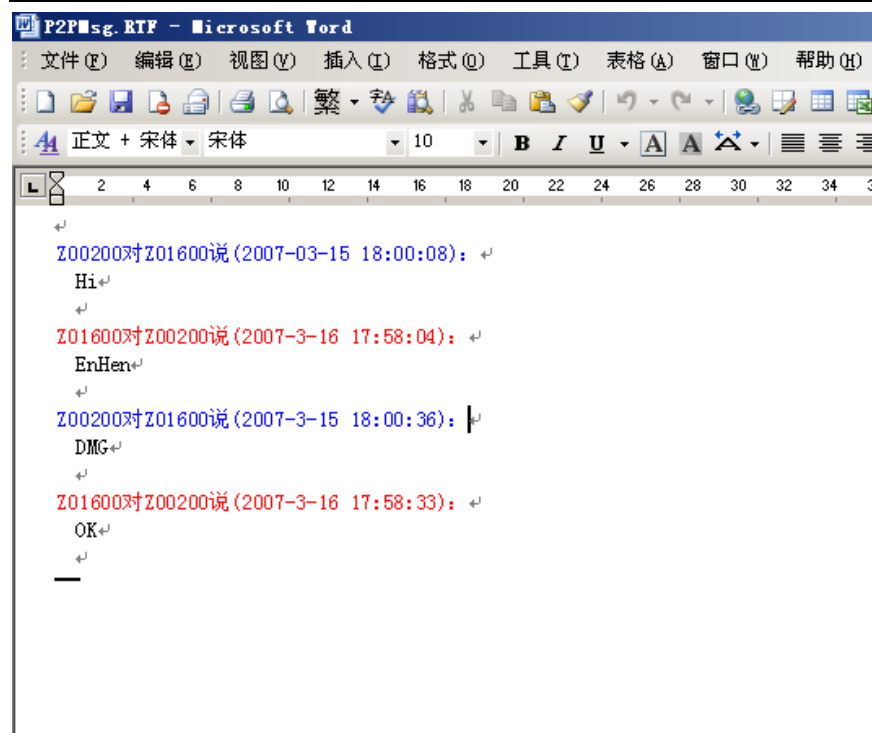 P2PMsg.RTF - Microsoft Word
文件(F) 编辑(E) 视图(V) 插入(I) 格式(O) 工具(T) 表格(A) 窗口(W) 帮助(H)
繁
正文 + 宋体 宋体 10 B I U A A
2 4 6 8 10 12 14 16 18 20 22 24 26 28 30 32 34
Z00200对Z01600说(2007-03-15 18:00:08):
Hi
Z01600对Z00200说(2007-3-16 17:58:04):
EnHen
Z00200对Z01600说(2007-3-15 18:00:36):
DMG
Z01600对Z00200说(2007-3-16 17:58:33):
OK